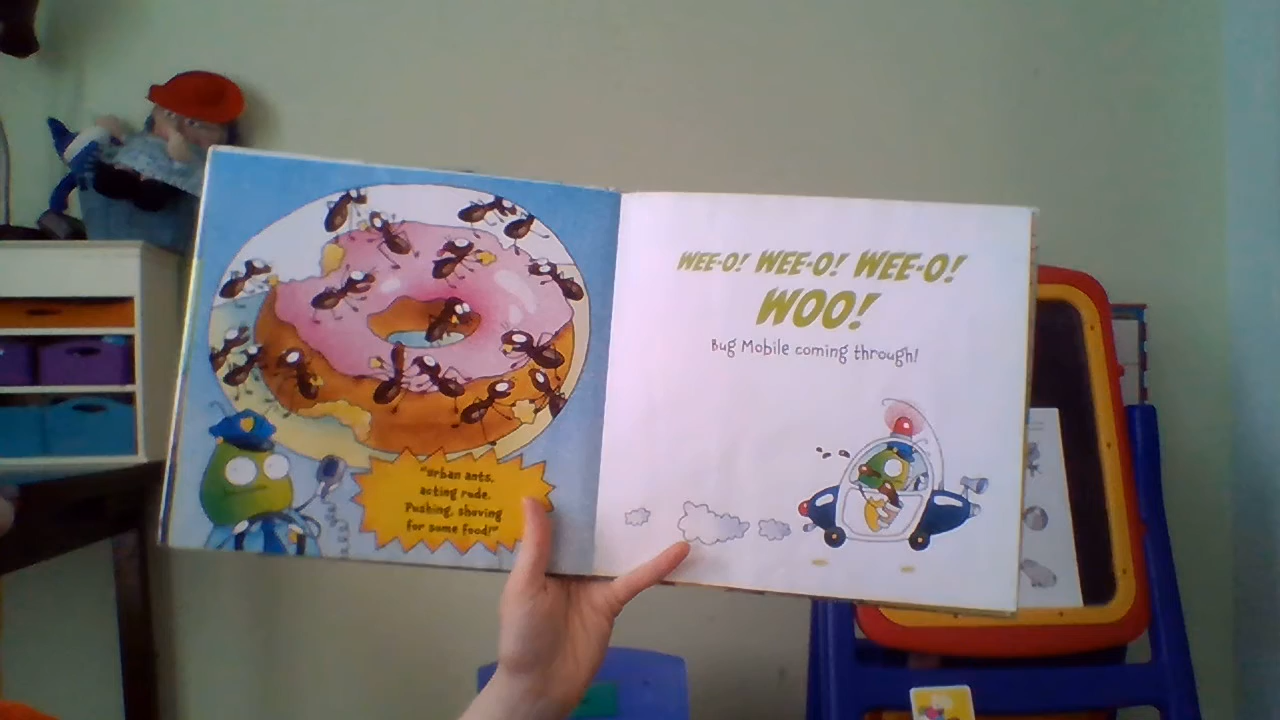 "Urban ants,
acting rude.
Pushing, shoving
for some food!"
WEE-O! WEE-O! WEE-O!
WOO!
Bug Mobile coming through!